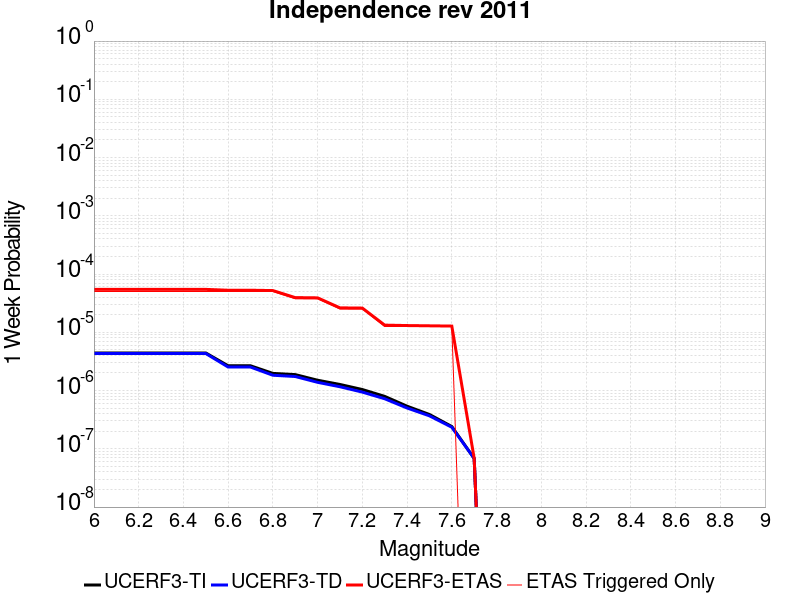 Independence rev 2011
10^0
10^-1
10^-2
10^-3
10^-4
10^-5
10^-6
10^-7
10^-8
1 Week Probability
6 6.2 6.4 6.6 6.8 7 7.2 7.4 7.6 7.8 8 8.2 8.4 8.6 8.8 9
Magnitude
UCERF3-TI UCERF3-TD UCERF3-ETAS ETAS Triggered Only